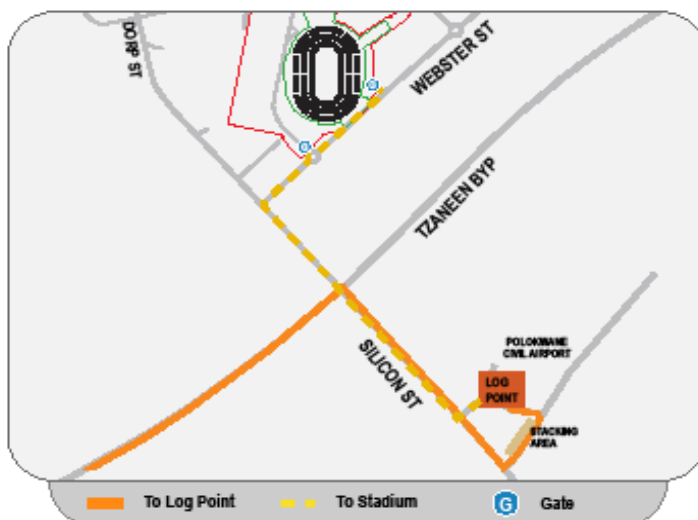 DORP ST
WEBSTER ST
TZANEEN BYP
SILICON ST
POLOKWANE
CIVIL AIRPORT
LOG
POINT
STACKING
AREA
To Log Point
To Stadium
G
Gate